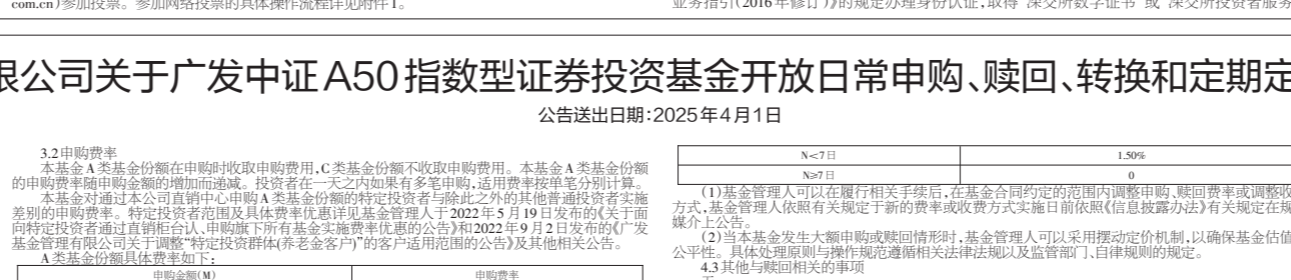 com.cn)参加投票。参加网络投票的具体操作流程详见附件1。
业务指引(2016年修订)》的规定办理身份认证,取得“深交所数字证书”或“深交所投资者服务
限公司关于广发中证A50指数型证券投资基金开放日常申购、赎回、转换和定期定
公告送出日期:2025年4月1日
3.2申购费率
本基金A类基金份额在申购时收取申购费用,C类基金份额不收取申购费用。本基金A类基金份额
的申购费率随申购金额的增加而递减。投资者在一天之内如果有多笔申购,适用费率按单笔分别计算。
本基金对通过本公司直销中心申购A类基金份额的特定投资者与除此之外的其他普通投资者实施
差别的申购费率。特定投资者范围及具体费率优惠详见基金管理人于2022年5月19日发布的《关于面
向特定投资者通过直销柜台认、申购旗下所有基金实施费率优惠的公告》和2022年9月2日发布的《广发
基金管理有限公司关于调整“特定投资群体(养老金客户)”的客户适用范围的公告》及其他相关公告。
A类基金份额具体费率如下:
申购金额(M) 申购费率
N<7日 1.50%
N≥7日 0
(1)基金管理人可以在履行相关手续后,在基金合同约定的范围内调整申购、赎回费率或调整收
方式,基金管理人依照有关规定于新的费率或收费方式实施日前依照《信息披露办法》有关规定在规
媒介上公告。
(2)当本基金发生大额申购或赎回情形时,基金管理人可以采用摆动定价机制,以确保基金估值
公平性。具体处理原则与操作规范遵循相关法律法规以及监管部门、自律规则的规定。
4.3其他与赎回相关的事项